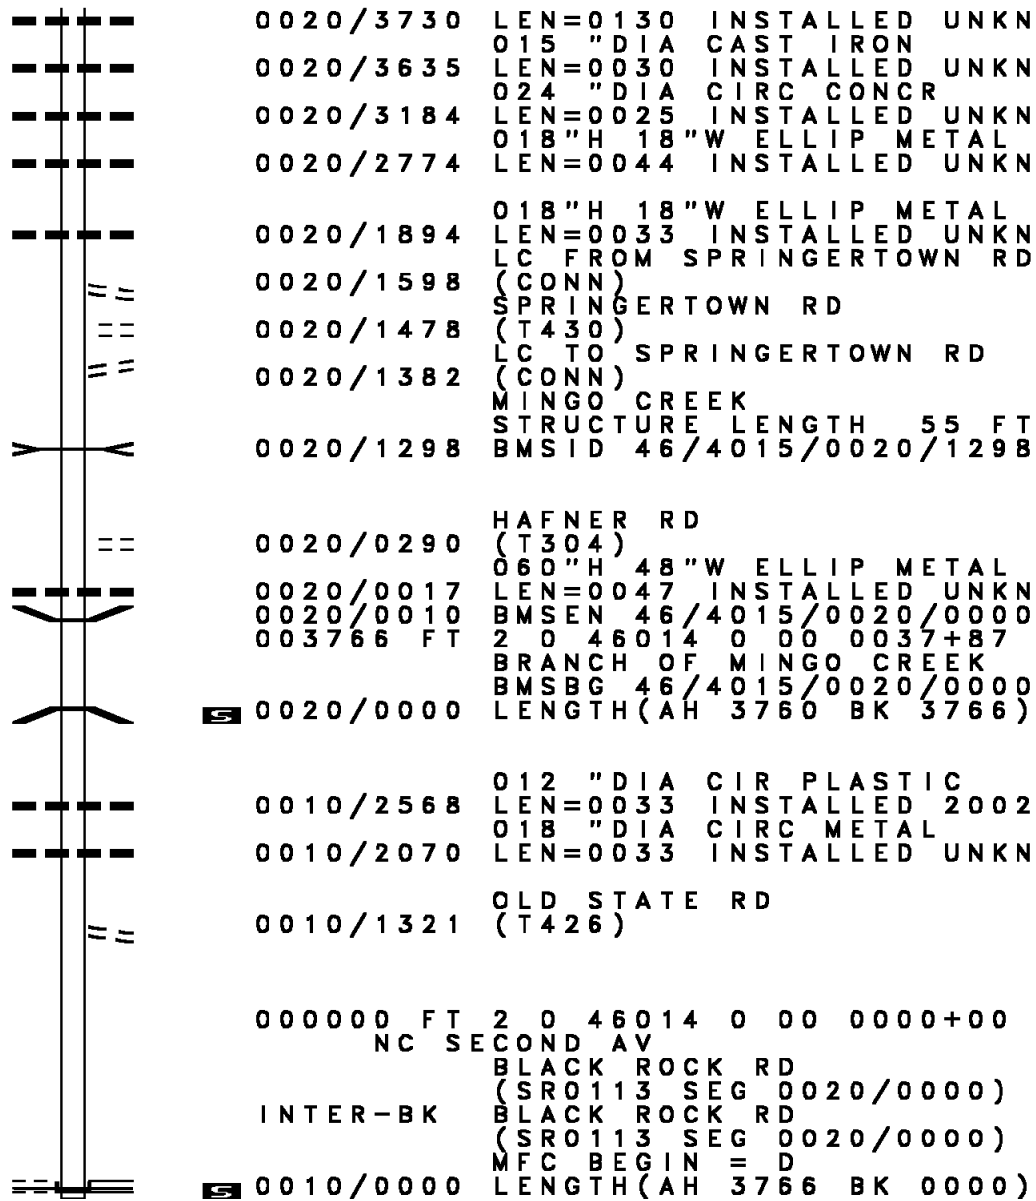 0020/3730 LEN=0130 INSTALLED UNKN
015 "DIA CAST IRON
0020/3635 LEN=0030 INSTALLED UNKN
024 "DIA CIRC CONCR
0020/3184 LEN=0025 INSTALLED UNKN
018"H 18"W ELLIP METAL
0020/2774 LEN=0044 INSTALLED UNKN
018"H 18"W ELLIP METAL
0020/1894 LEN=0033 INSTALLED UNKN
LC FROM SPRINGERTOWN RD
0020/1598 (CONN)
SPRINGERTOWN RD
0020/1478 (T430)
LC TO SPRINGERTOWN RD
0020/1382 (CONN)
MINGO CREEK
STRUCTURE LENGTH 55 FT
0020/1298 BMSID 46/4015/0020/1298
HAFNER RD
0020/0290 (T304)
060"H 48"W ELLIP METAL
0020/0017 LEN=0047 INSTALLED UNKN
0020/0010 BMSEN 46/4015/0020/0000
003766 FT 2 0 46014 0 00 0037+87
BRANCH OF MINGO CREEK
BMSBG 46/4015/0020/0000
S 0020/0000 LENGTH(AH 3760 BK 3766)
012 "DIA CIR PLASTIC
0010/2568 LEN=0033 INSTALLED 2002
018 "DIA CIRC METAL
0010/2070 LEN=0033 INSTALLED UNKN
OLD STATE RD
0010/1321 (T426)
000000 FT 2 0 46014 0 00 0000+00
NC SECOND AV
BLACK ROCK RD
(SR0113 SEG 0020/0000)
INTER-BK BLACK ROCK RD
(SR0113 SEG 0020/0000)
MFC BEGIN = D
S 0010/0000 LENGTH(AH 3766 BK 0000)